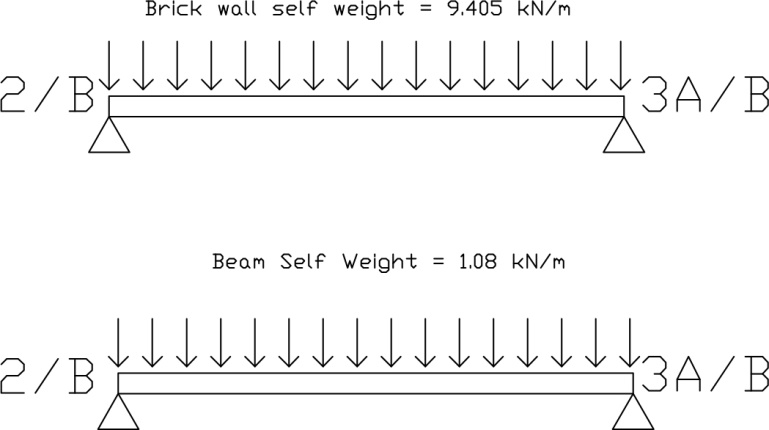 Brick wall self weight = 9.405 kN/m
2/B 3A/B
Beam Self Weight = 1.08 kN/m
2/B 3A/B